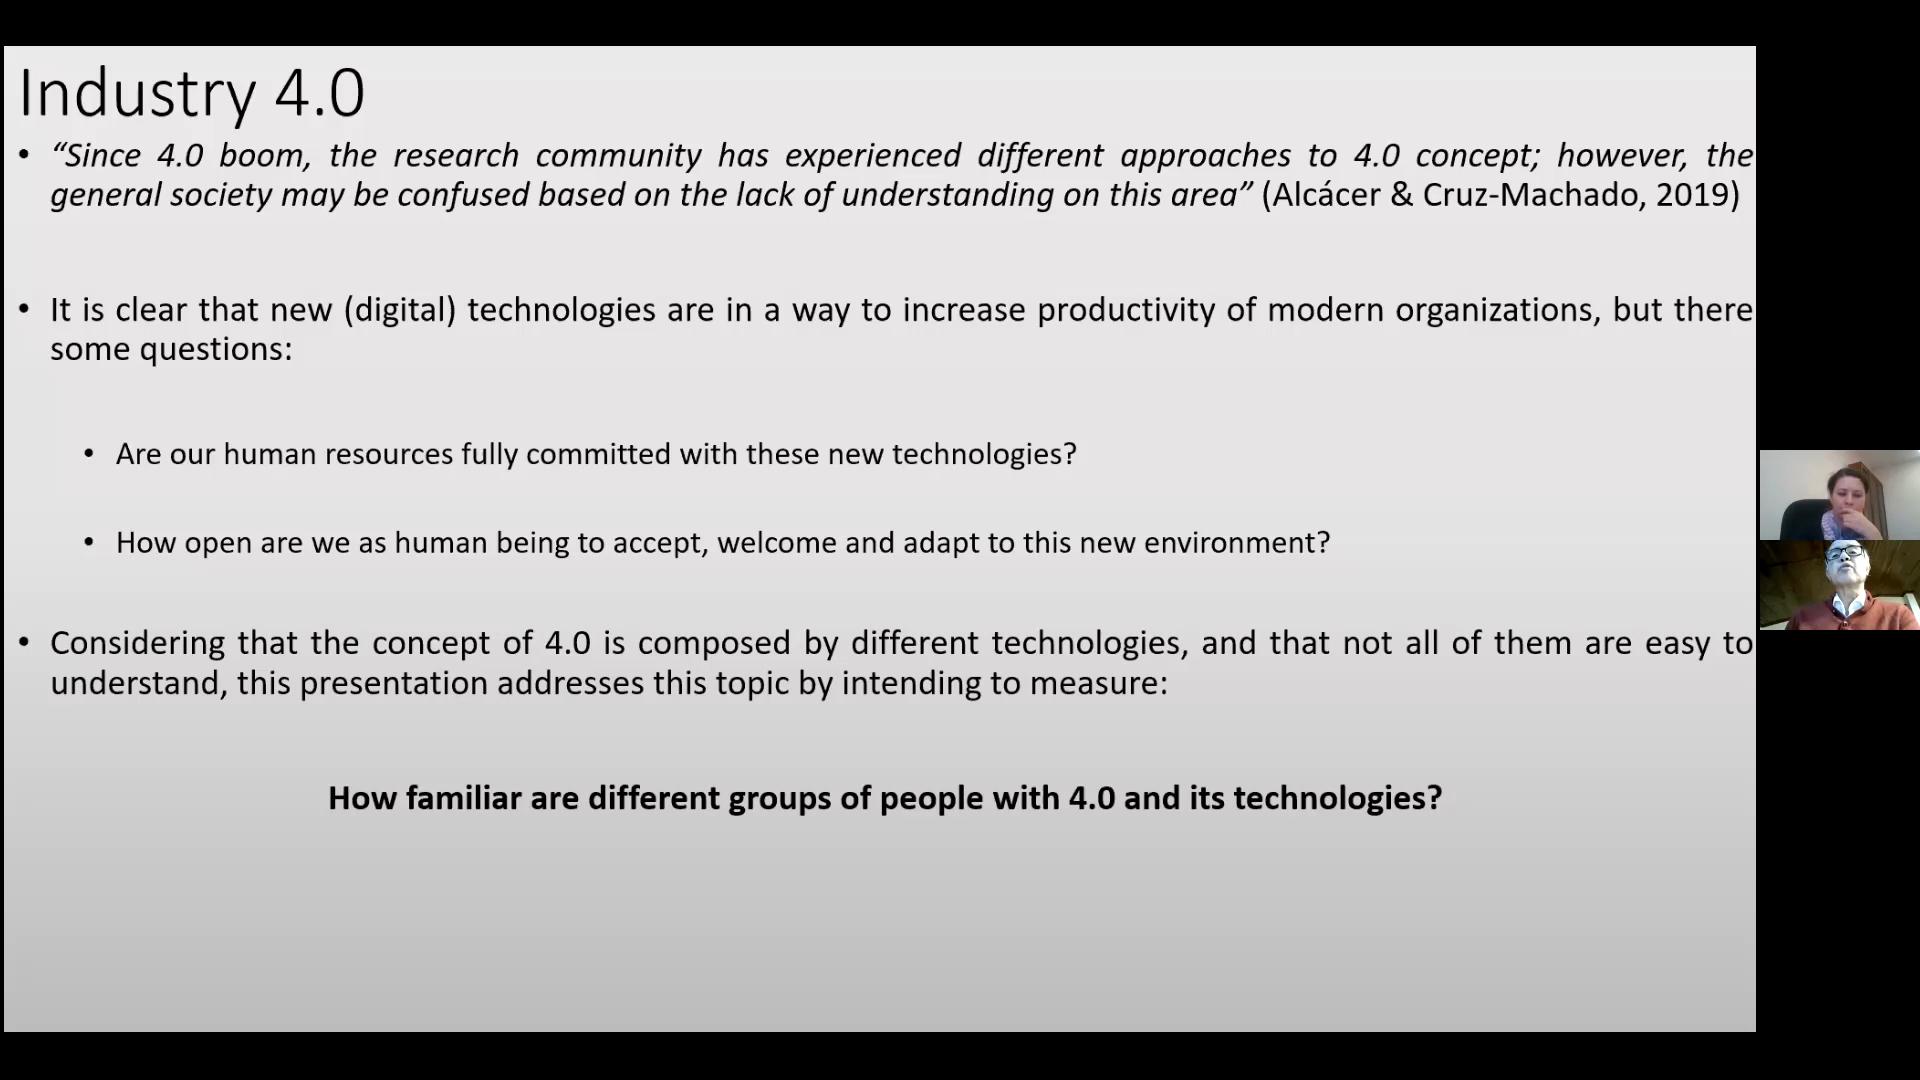 Industry 4.0
• “Since 4.0 boom, the research community has experienced different approaches to 4.0 concept; however, the
general society may be confused based on the lack of understanding on this area” (Alcácer & Cruz-Machado, 2019)
• It is clear that new (digital) technologies are in a way to increase productivity of modern organizations, but there
some questions:
• Are our human resources fully committed with these new technologies?
• How open are we as human being to accept, welcome and adapt to this new environment?
• Considering that the concept of 4.0 is composed by different technologies, and that not all of them are easy to
understand, this presentation addresses this topic by intending to measure:
How familiar are different groups of people with 4.0 and its technologies?